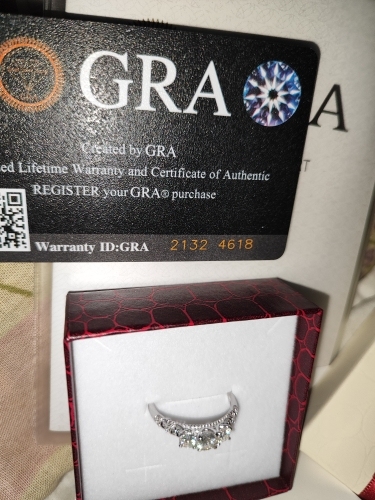 GRA
Created by GRA
ed Lifetime Warranty and Certificate of Authentic
REGISTER your GRA® purchase
Warranty ID:GRA 2132 4618
A
T